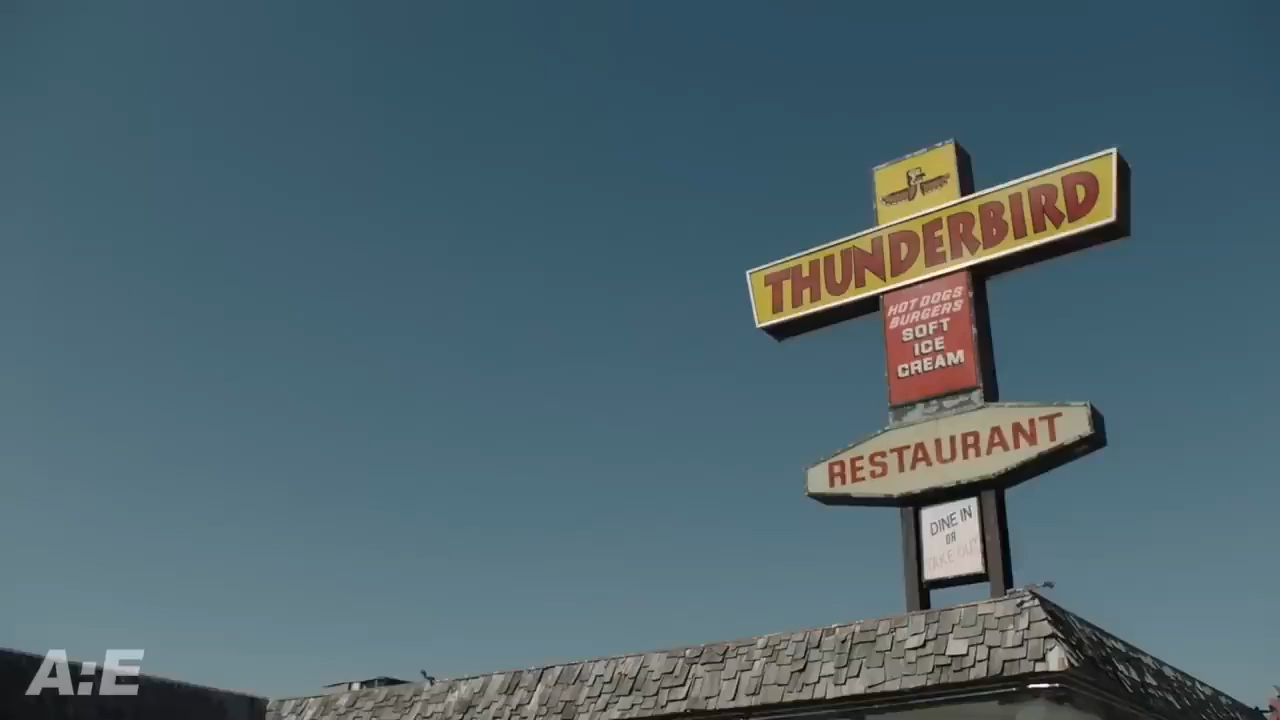 THUNDERBIRD
HOT DOGS
BURGERS
SOFT
ICE
CREAM
RESTAURANT
DINE IN
OR
TAKE OUT
A&E